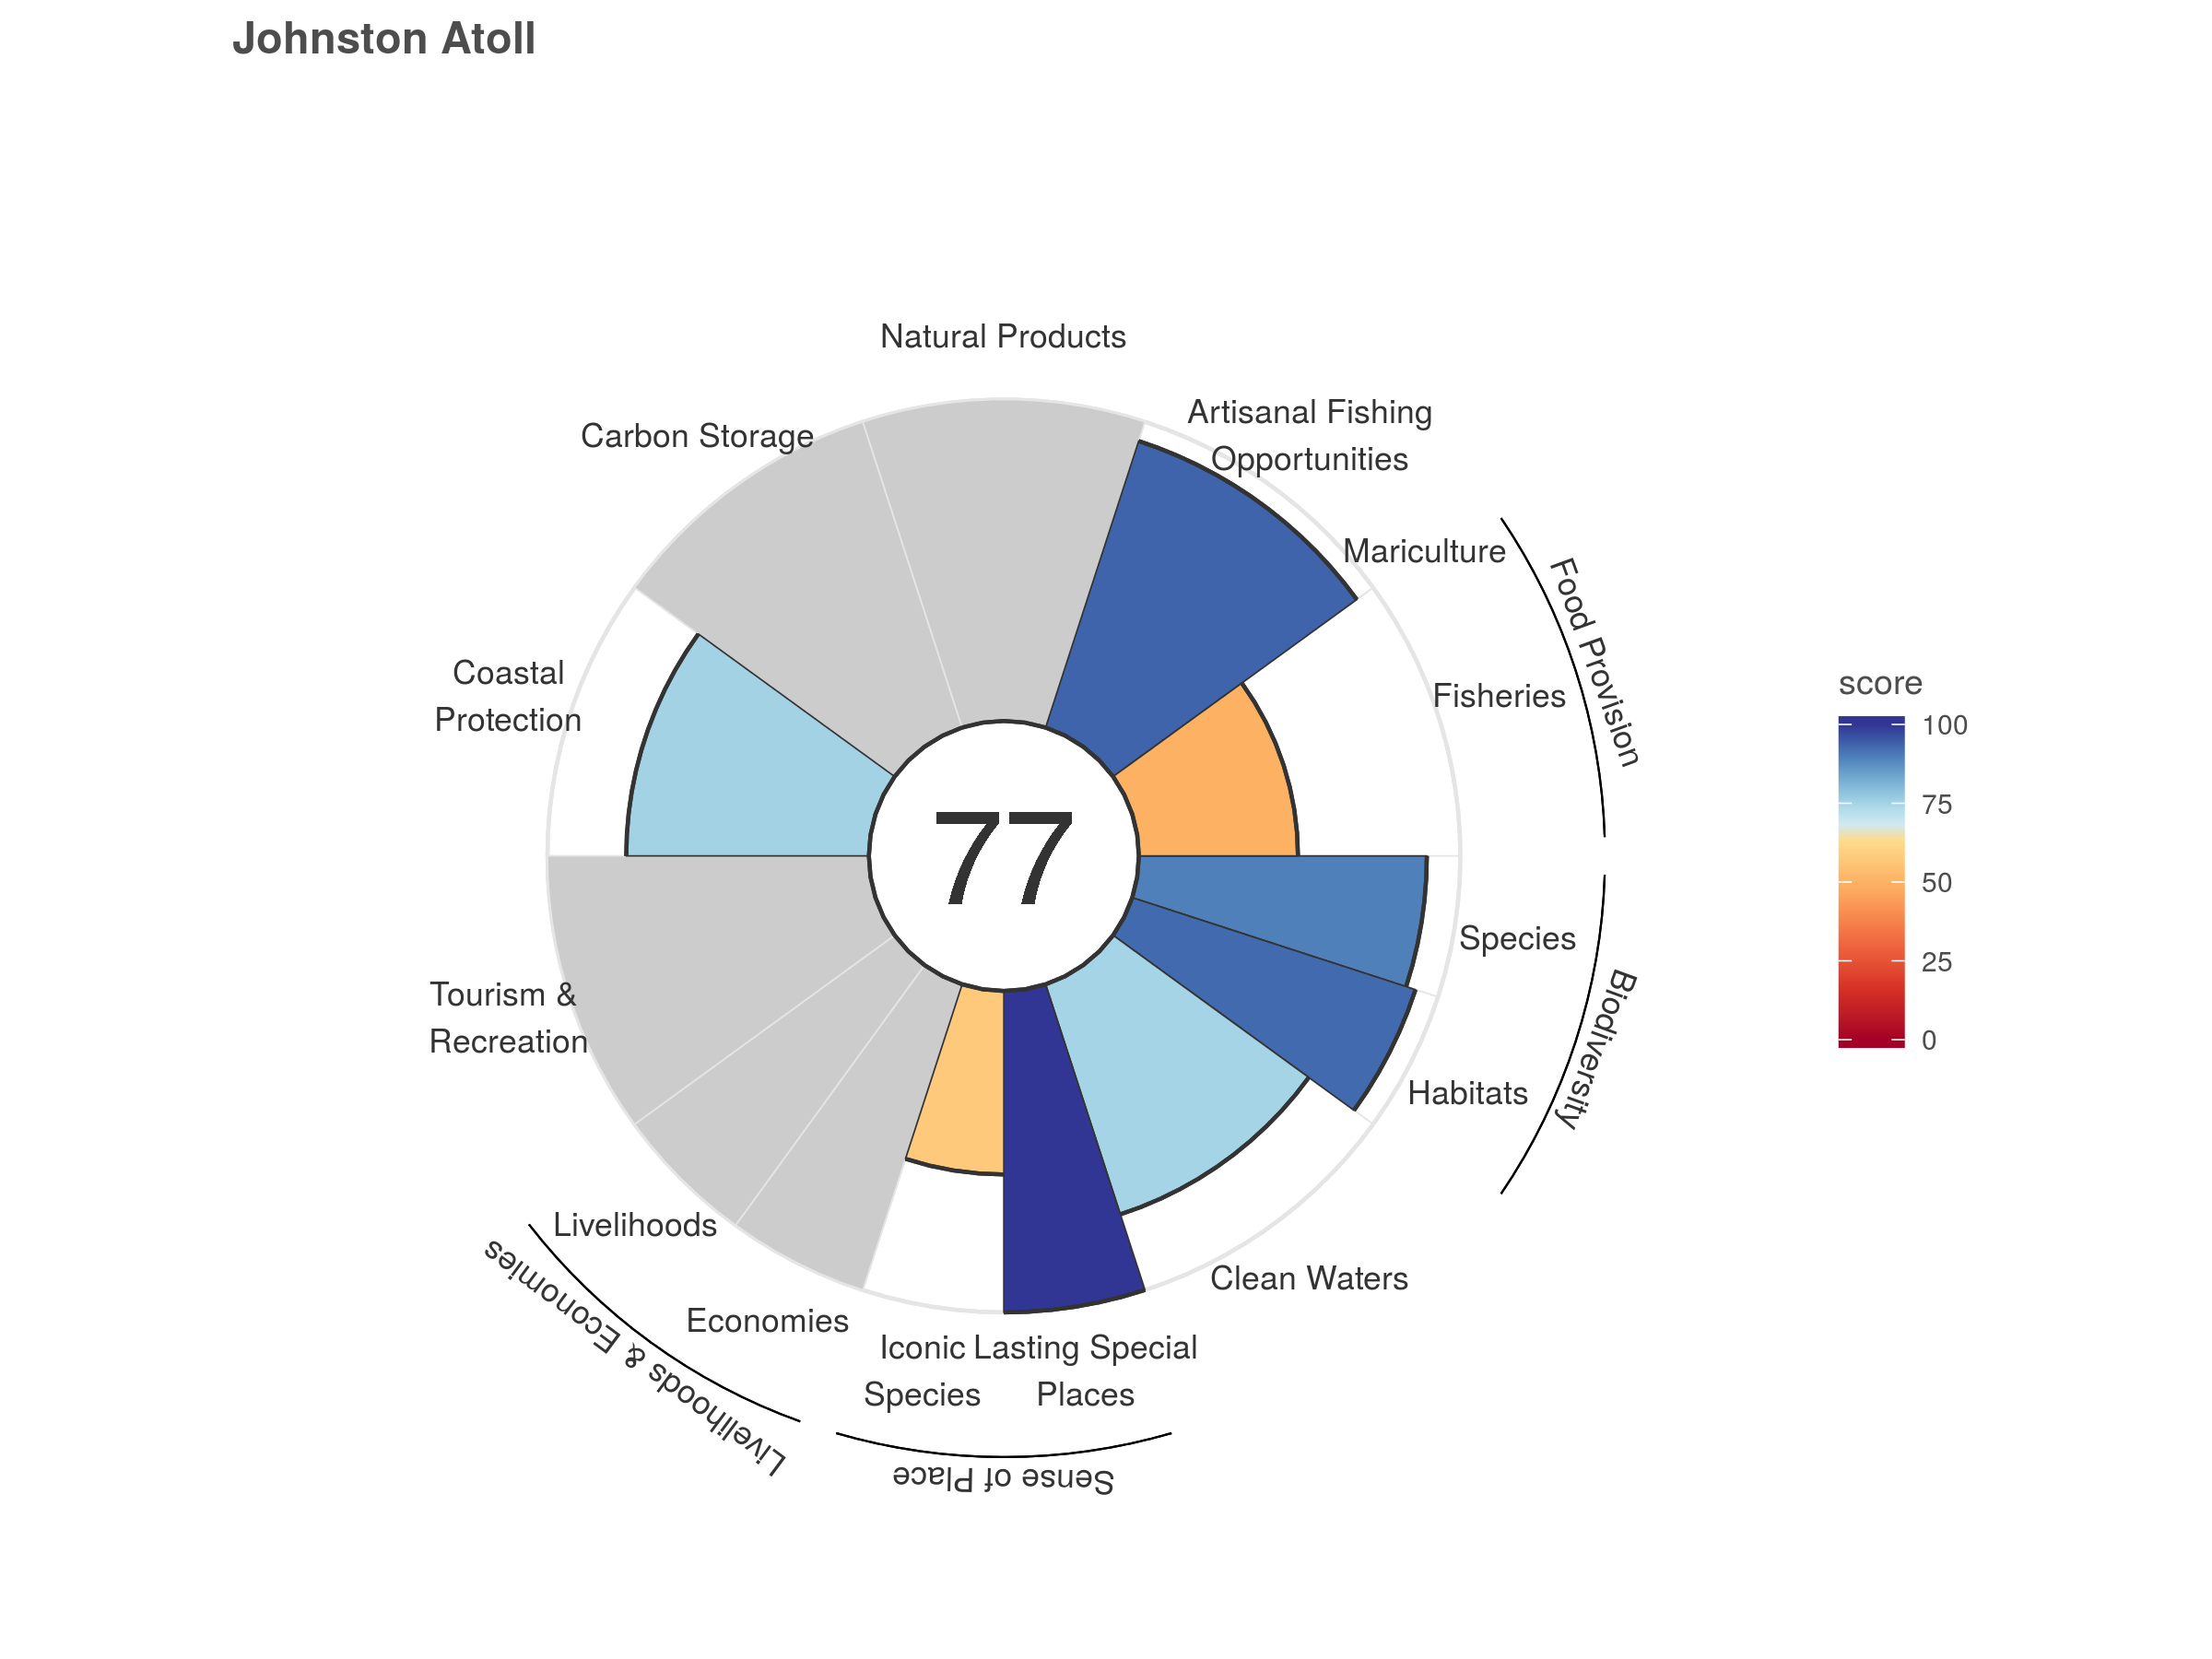 Johnston Atoll
Natural Products
Artisanal Fishing
Opportunities
Carbon Storage
Mariculture
Food Provision
Fisheries
Coastal
Protection
score
100
75
50
25
0
77
Species
Biodiversity
Tourism &
Recreation
Habitats
Livelihoods
Livelihoods & Economies
Clean Waters
Economies
Iconic
Species
Lasting Special
Places
Sense of Place